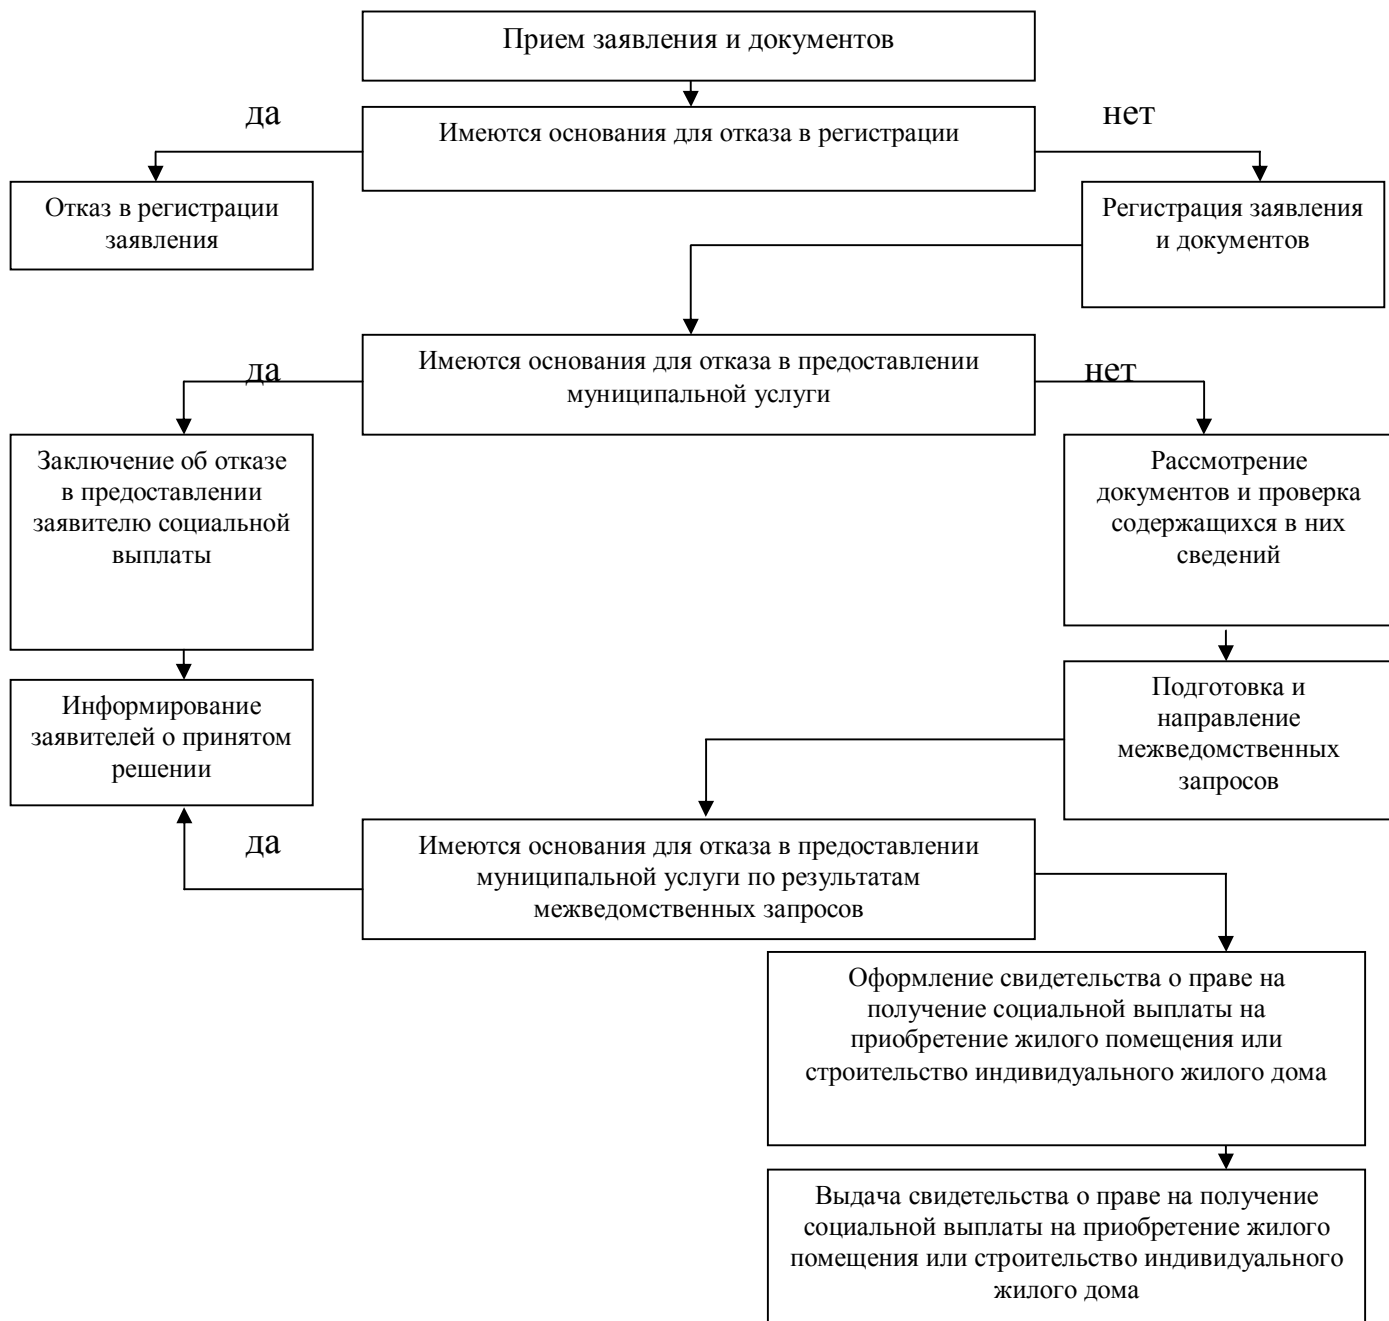 Прием заявления и документов
да
нет
Имеются основания для отказа в регистрации
Отказ в регистрации
заявления
Регистрация заявления
и документов
Имеются основания для отказа в предоставлении
муниципальной услуги
да
нет
Заключение об отказе
в предоставлении
заявителю социальной
выплаты
Рассмотрение
документов и проверка
содержащихся в них
сведений
Информирование
заявителей о принятом
решении
Подготовка и
направление
межведомственных
запросов
да
Имеются основания для отказа в предоставлении
муниципальной услуги по результатам
межведомственных запросов
Оформление свидетельства о праве на
получение социальной выплаты на
приобретение жилого помещения или
строительство индивидуального жилого дома
Выдача свидетельства о праве на получение
социальной выплаты на приобретение жилого
помещения или строительство индивидуального
жилого дома